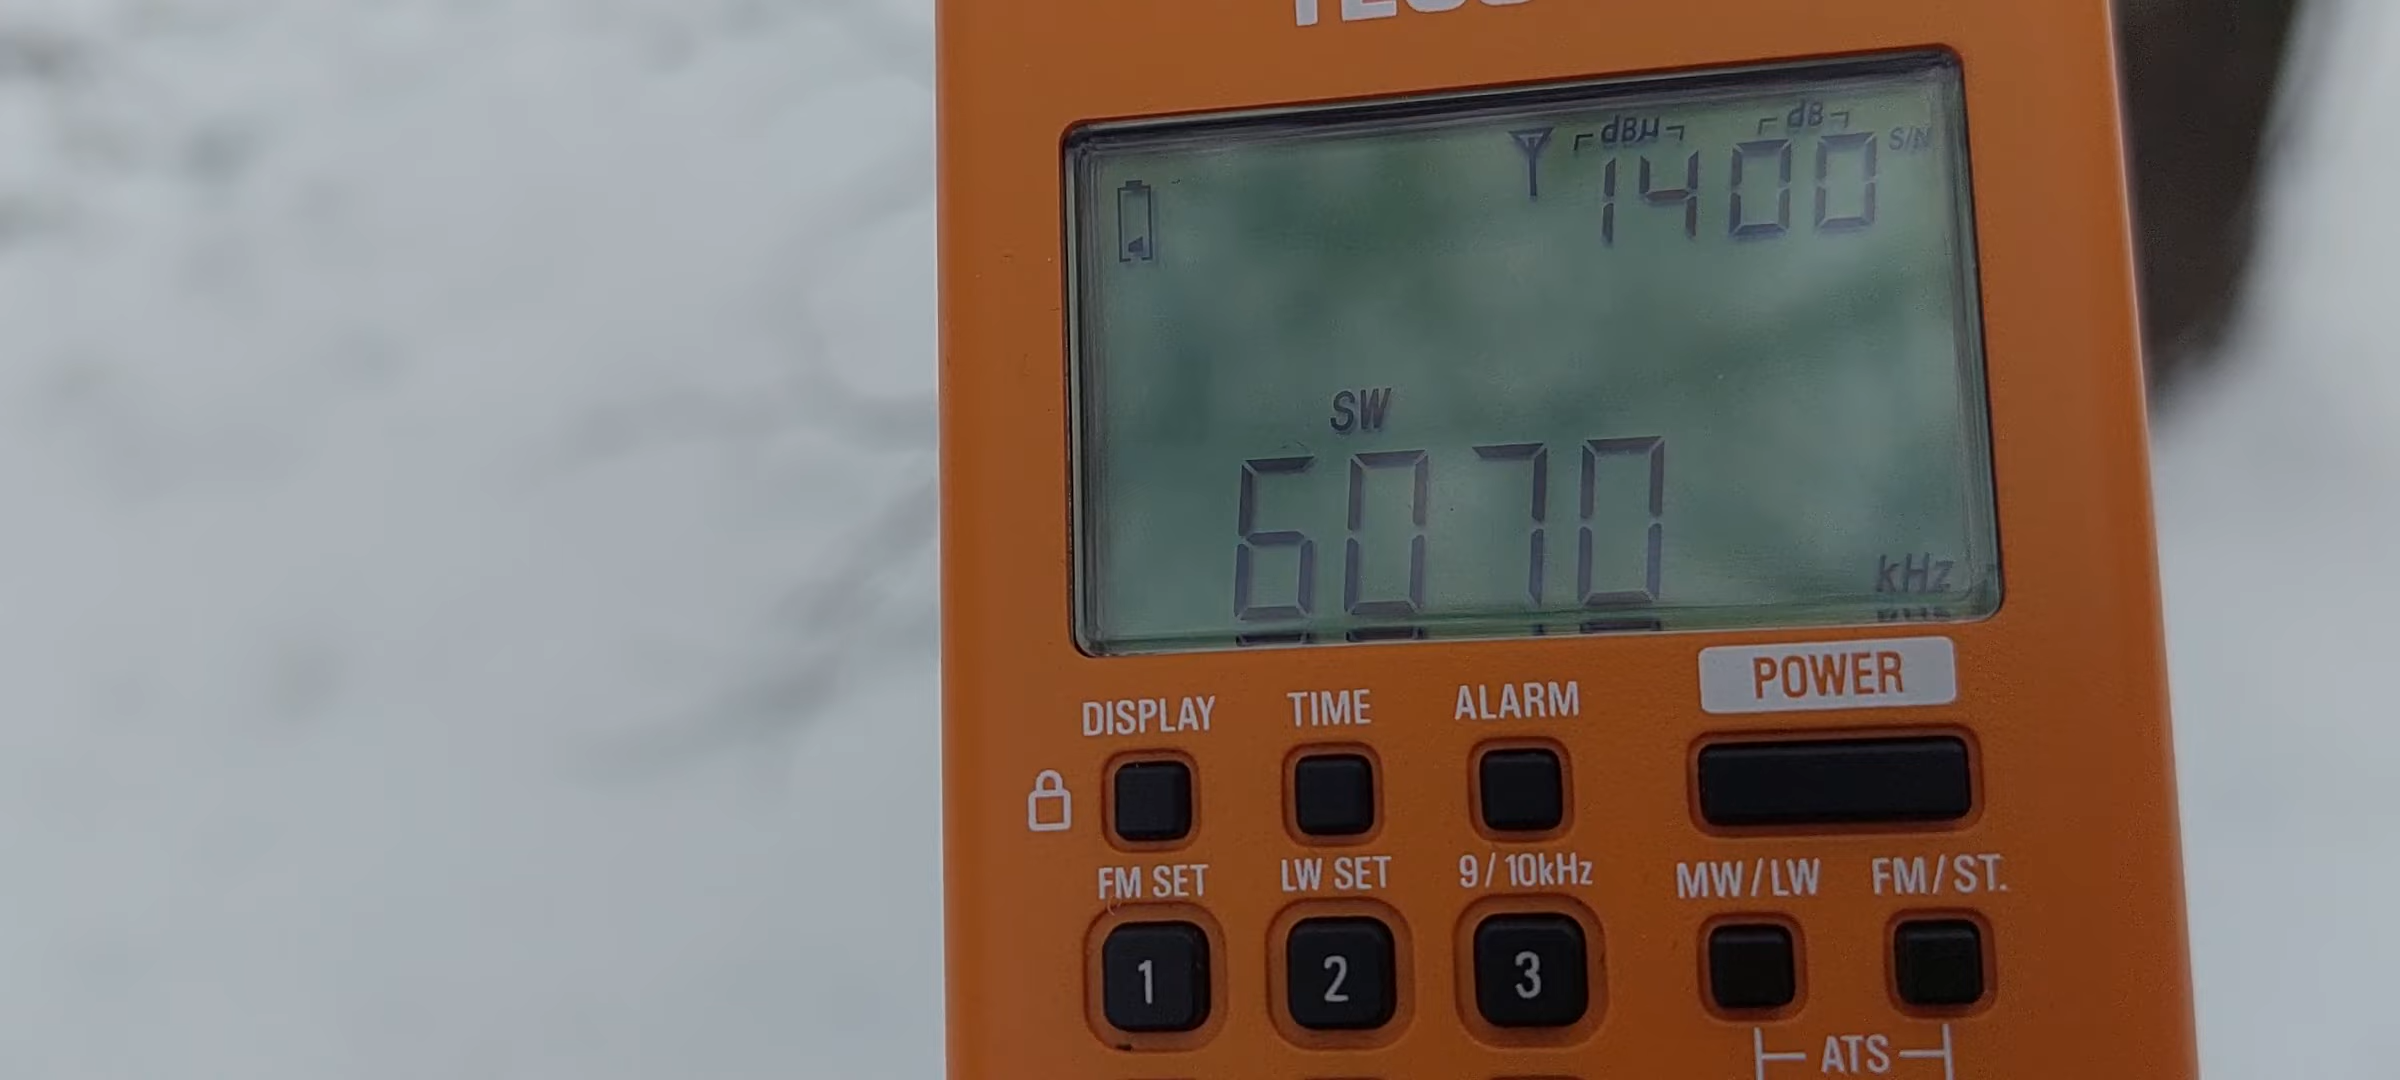 dBµ dB
1400 S/N
SW
6070 kHz
POWER
DISPLAY TIME ALARM
FM SET LW SET 9/10kHz MW/LW FM/ST.
1 2 3
ATS